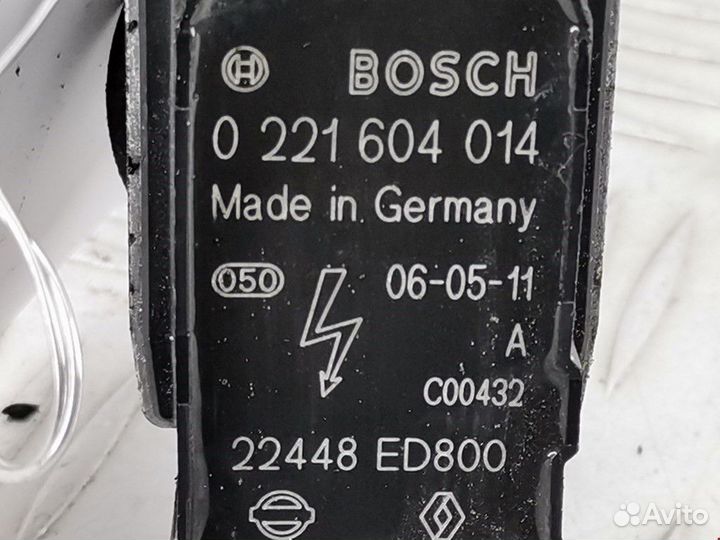 BOSCH
0 221 604 014
Made in Germany
050 06-05-11
A
C00432
22448 ED800
Avito